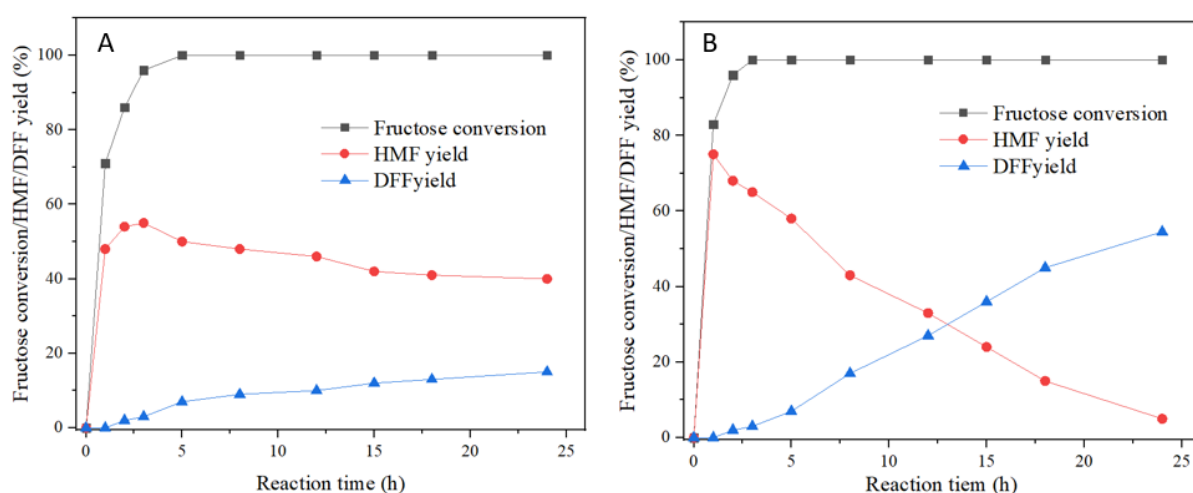 A
Fructose conversion/HMF/DFF yield (%)
100
80
60
40
20
0
Fructose conversion
HMF yield
DFFyield
0 5 10 15 20 25
Reaction time (h)
B
Fructose conversion/HMF/DFF yield (%)
100
80
60
40
20
0
Fructose conversion
HMF yield
DFFyield
0 5 10 15 20 25
Reaction tiem (h)